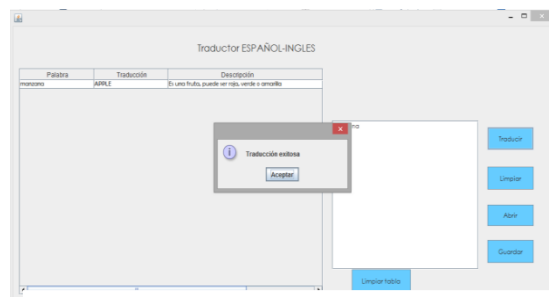 Traductor ESPAÑOL-INGLES
Palabra Traducción Descripción
manzana APPLE Es una fruta, puede ser roja, verde o amarilla
Traducción exitosa
Aceptar
Traducir
Limpiar
Abrir
Guardar
Limpiar tabla